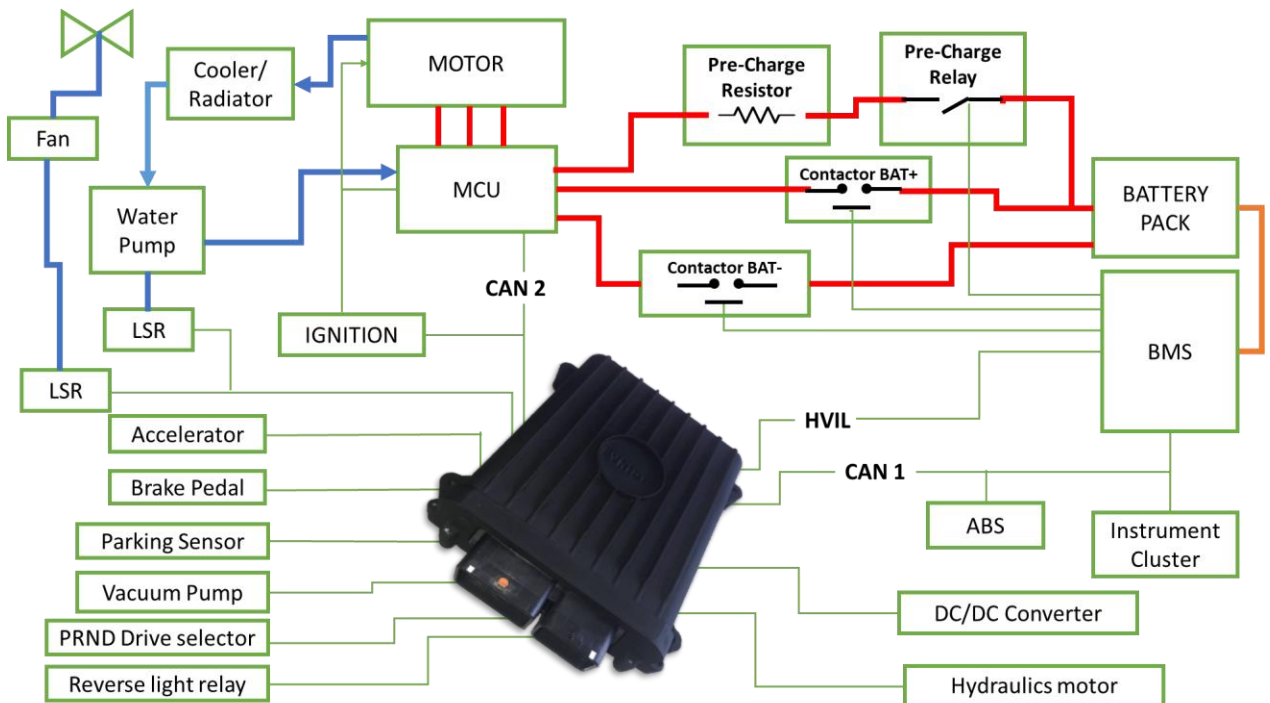 MOTOR
Pre-Charge
Resistor
Pre-Charge
Relay
Cooler/
Radiator
Fan
MCU
Contactor BAT+
BATTERY
PACK
Water
Pump
Contactor BAT-
CAN 2
LSR
IGNITION
BMS
LSR
HVIL
Accelerator
CAN 1
Brake Pedal
ABS
Instrument
Cluster
Parking Sensor
Vacuum Pump
DC/DC Converter
PRND Drive selector
Reverse light relay
Hydraulics motor